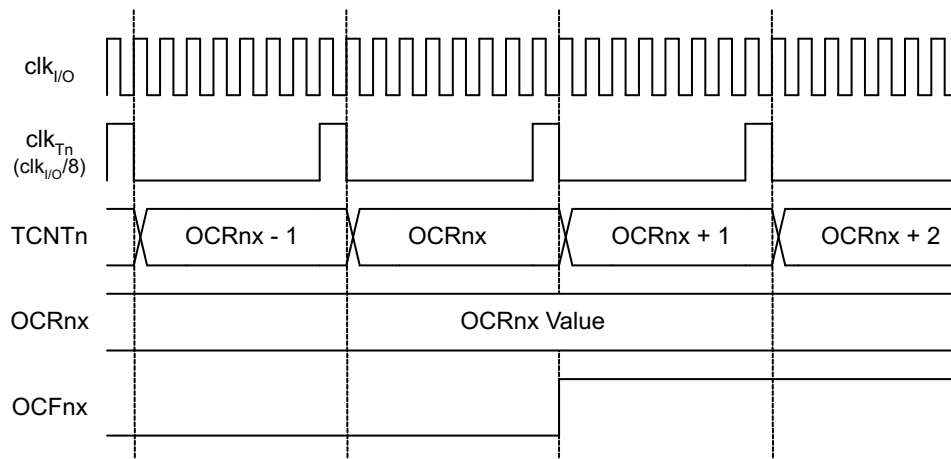 clkI/O
clkTn
(clkI/O/8)
TCNTn OCRnx - 1 OCRnx OCRnx + 1 OCRnx + 2
OCRnx OCRnx Value
OCFnx